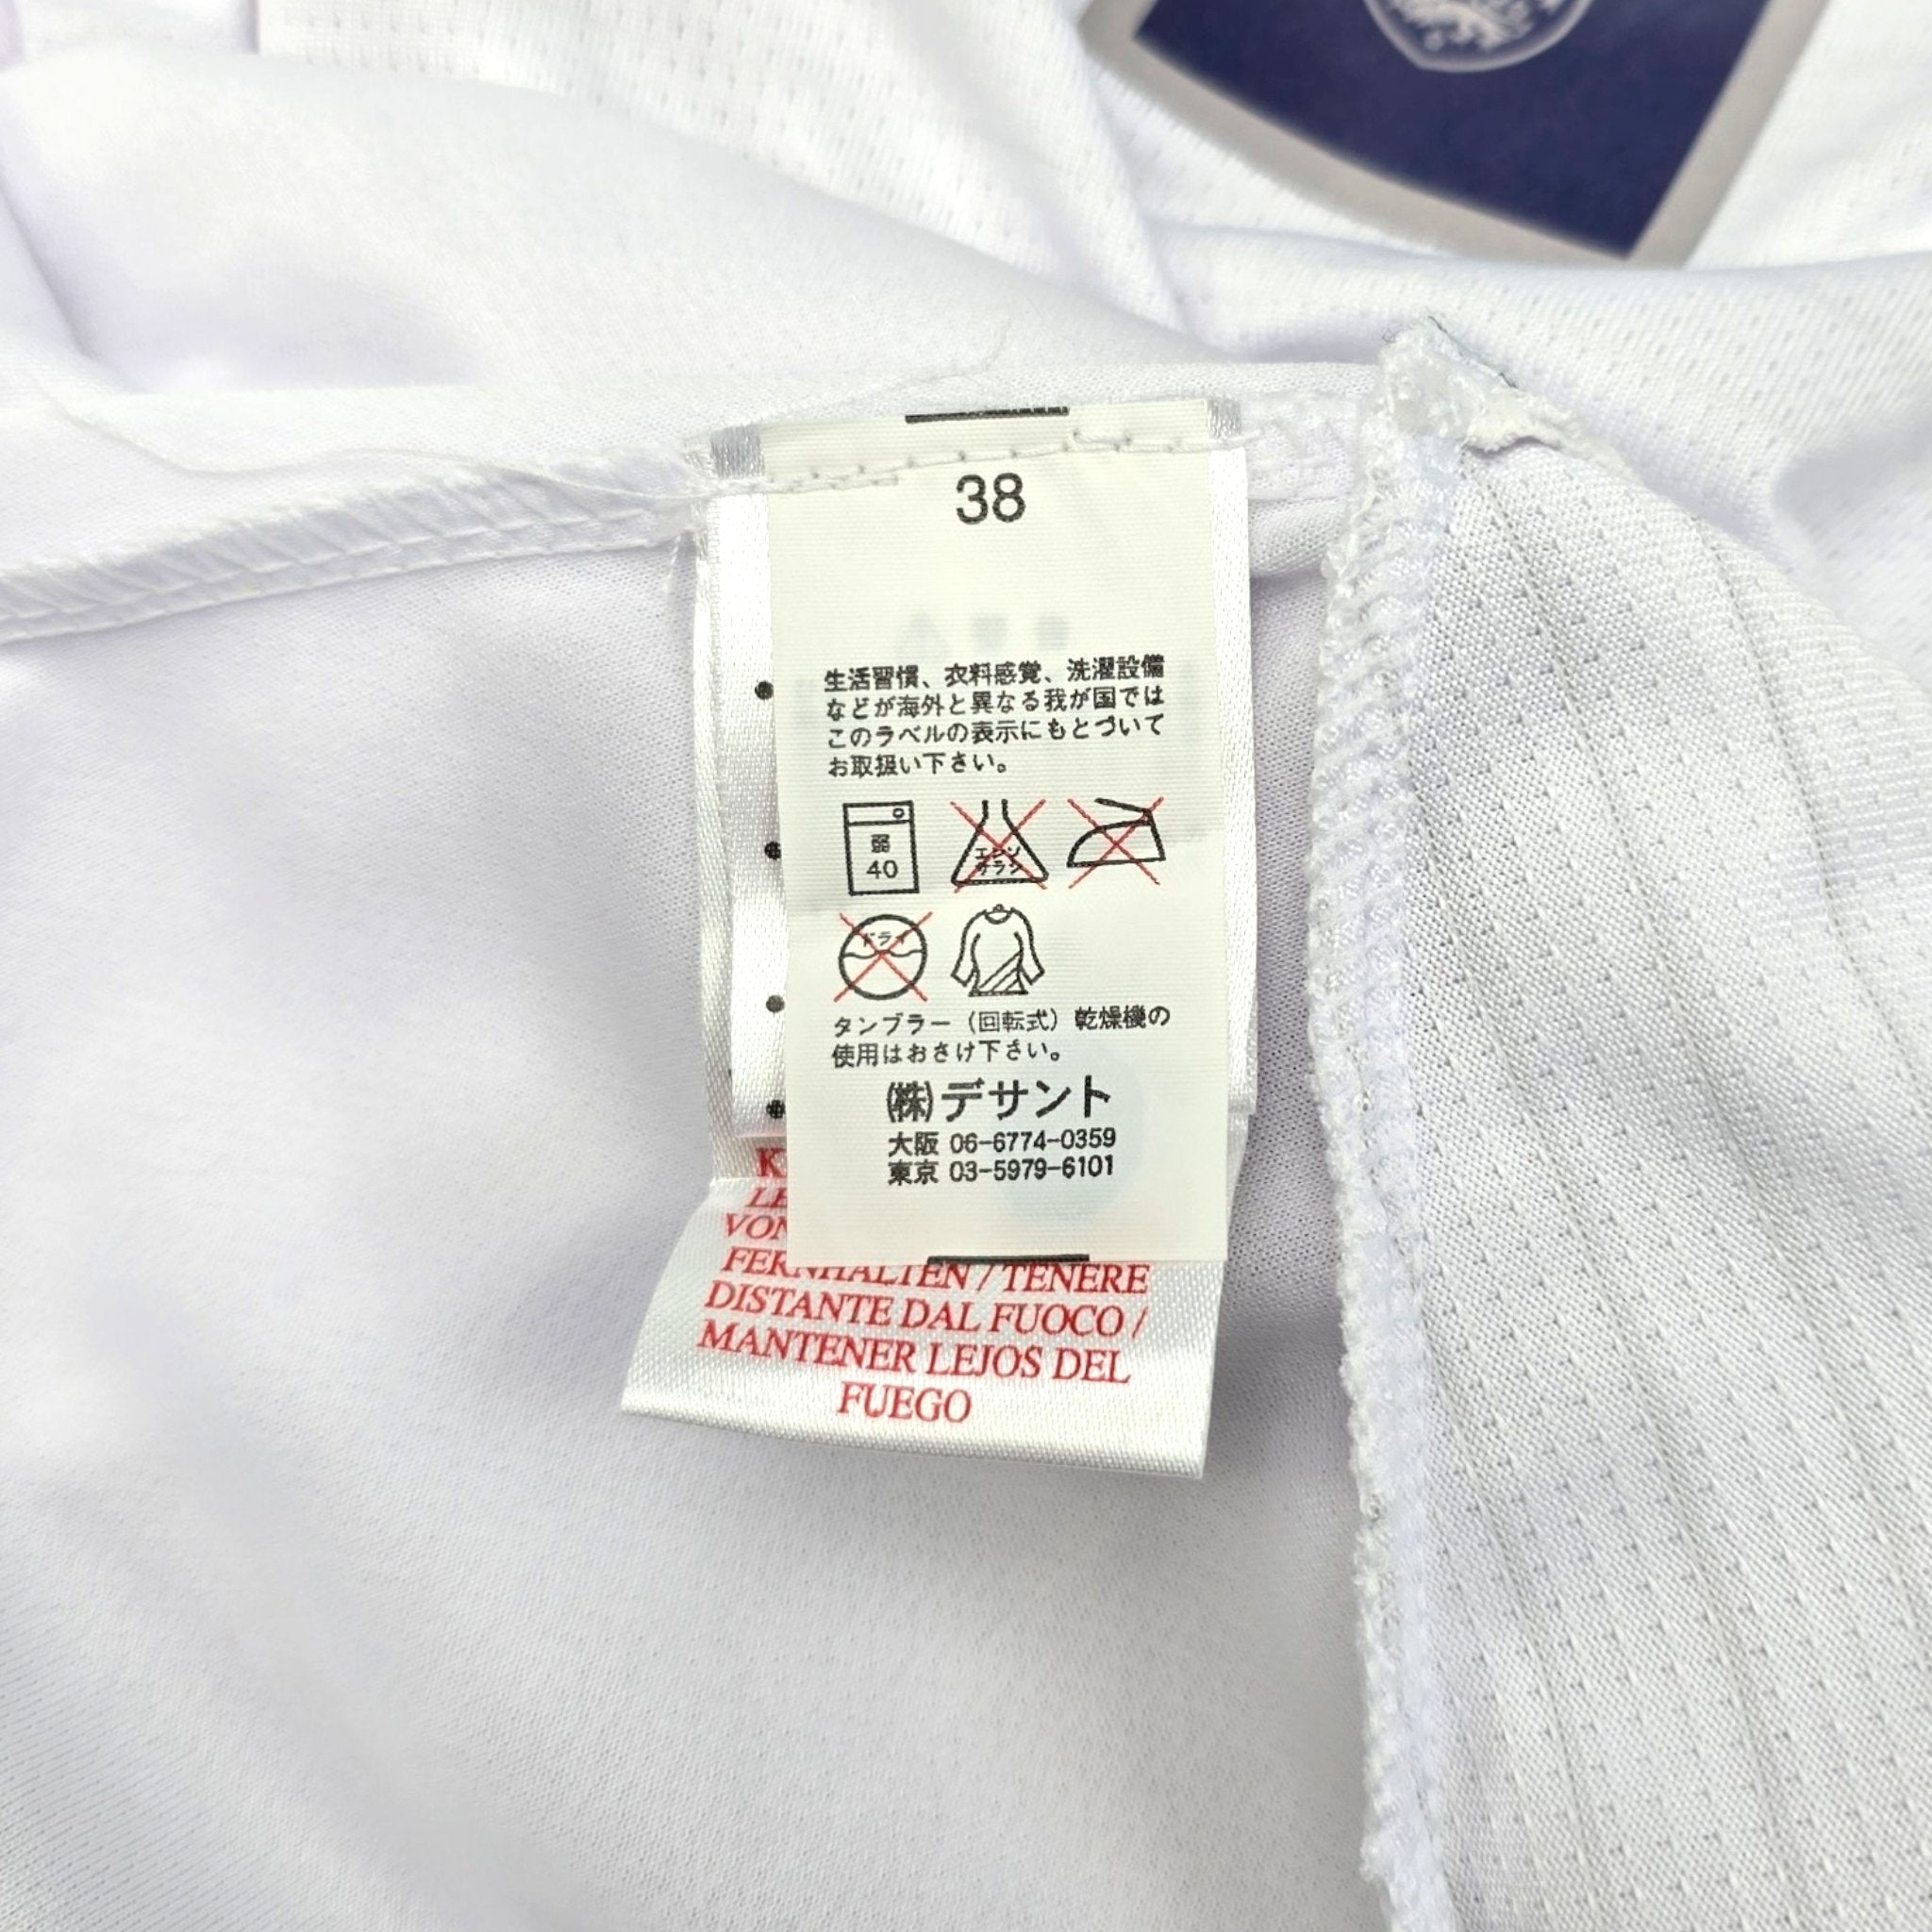 38
生活習慣、衣料感覚、洗濯設備
などが海外と異なる我が国では
このラベルの表示にもとづいて
お取扱い下さい。
弱
40
エンソ
サラシ
ドライ
タンブラー（回転式）乾燥機の
使用はおさけ下さい。
㈱デサント
大阪 06-6774-0359
東京 03-5979-6101
FERNHALTEN / TENERE
DISTANTE DAL FUOCO /
MANTENER LEJOS DEL
FUEGO